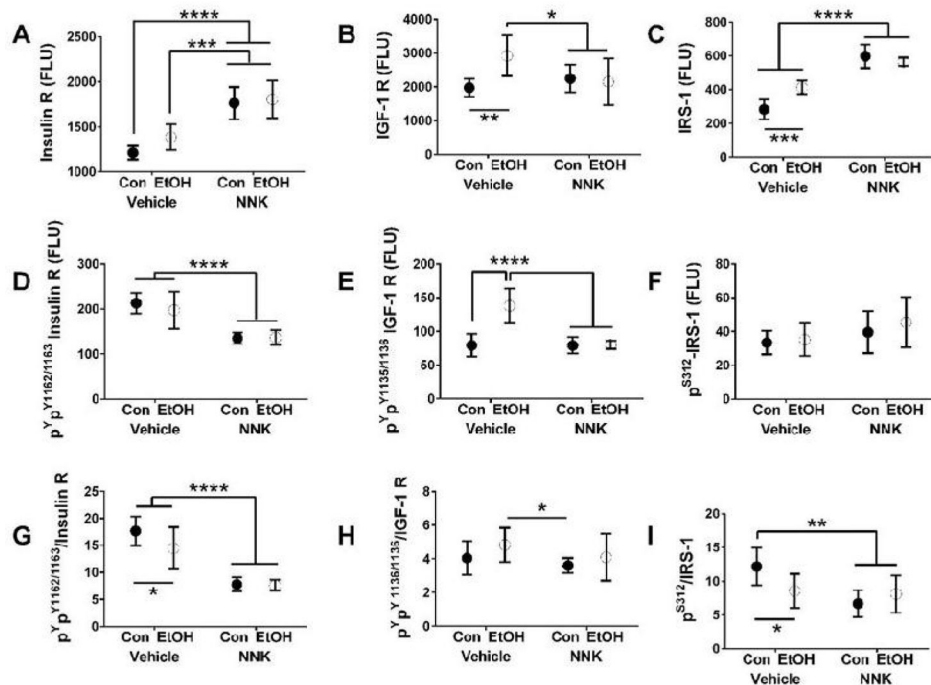 A
Insulin R (FLU)
2500
2000
1500
1000
****
***
Con EtOH Con EtOH
Vehicle NNK
B
IGF-1 R (FLU)
4000
3000
2000
1000
0
*
**
Con EtOH Con EtOH
Vehicle NNK
C
IRS-1 (FLU)
800
600
400
200
0
****
***
Con EtOH Con EtOH
Vehicle NNK
D
pYpY1162/1163 Insulin R (FLU)
300
200
100
0
****
Con EtOH Con EtOH
Vehicle NNK
E
pYpY1135/1136 IGF-1 R (FLU)
200
150
100
50
0
****
Con EtOH Con EtOH
Vehicle NNK
F
pS312-IRS-1 (FLU)
80
60
40
20
0
Con EtOH Con EtOH
Vehicle NNK
G
pYpY1162/1163/Insulin R
25
20
15
10
5
0
****
*
Con EtOH Con EtOH
Vehicle NNK
H
pYpY 1136/1136/IGF-1 R
8
6
4
2
0
*
Con EtOH Con EtOH
Vehicle NNK
I
pS312/IRS-1
20
15
10
5
0
**
*
Con EtOH Con EtOH
Vehicle NNK